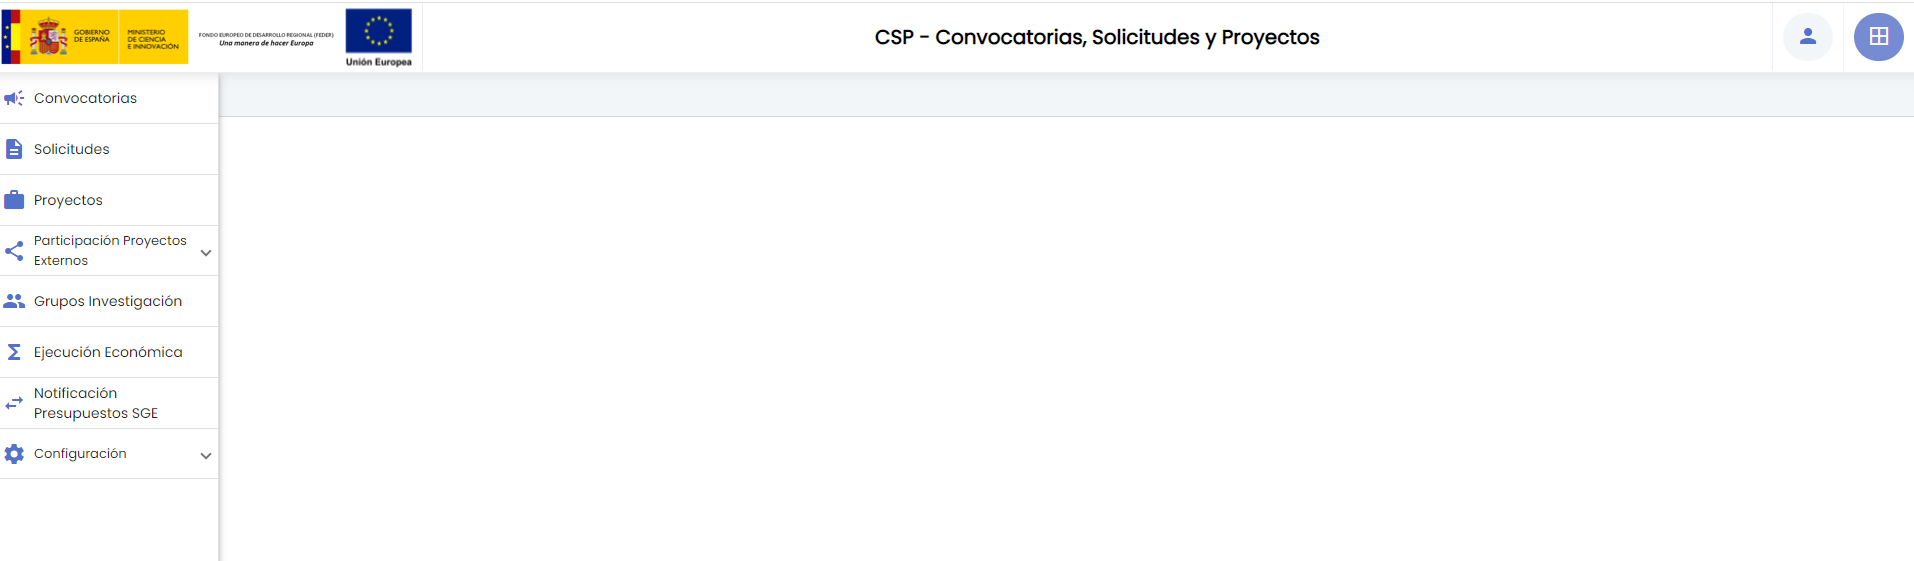 GOBIERNO
DE ESPAÑA
MINISTERIO
DE CIENCIA
E INNOVACIÓN
FONDO EUROPEO DE DESARROLLO REGIONAL (FEDER)
Una manera de hacer Europa
Unión Europea
CSP - Convocatorias, Solicitudes y Proyectos
Convocatorias
Solicitudes
Proyectos
Participación Proyectos
Externos
Grupos Investigación
Ejecución Económica
Notificación
Presupuestos SGE
Configuración